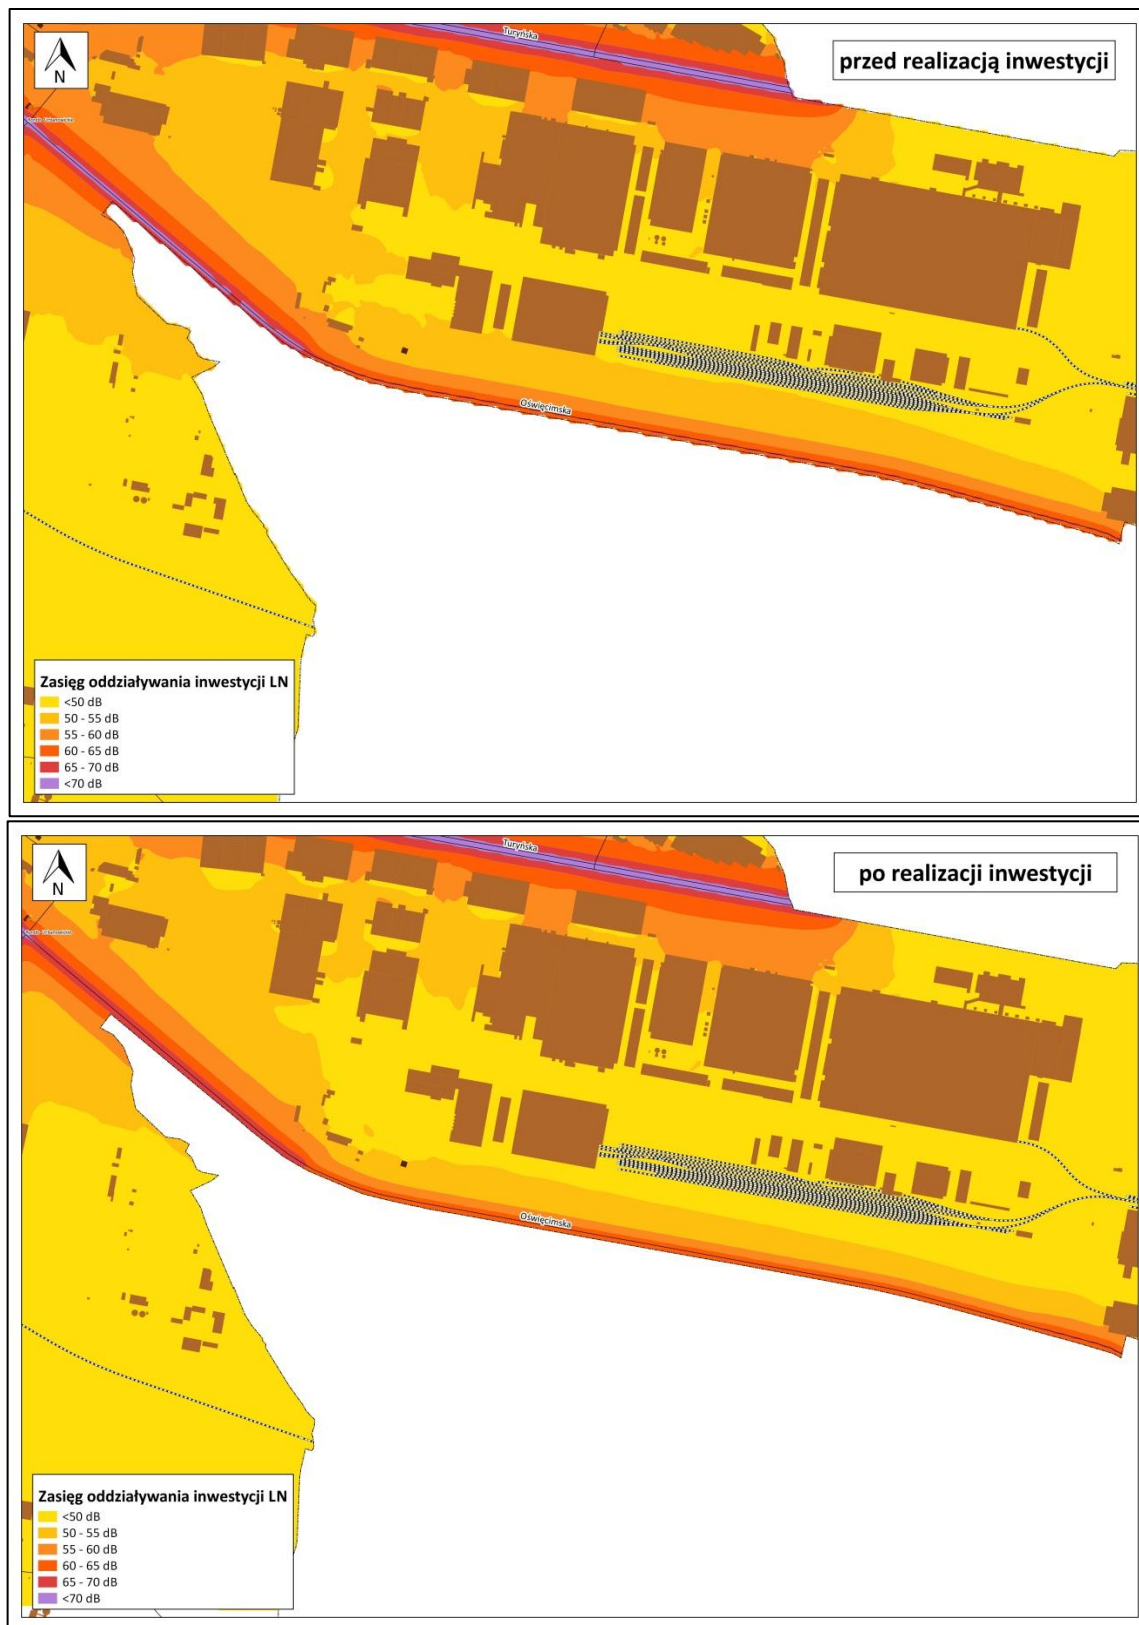 Turyńska
przed realizacją inwestycji
N
Oświęcimska
Zasięg oddziaływania inwestycji LN
<50 dB
50 - 55 dB
55 - 60 dB
60 - 65 dB
65 - 70 dB
<70 dB
Turyńska
po realizacji inwestycji
N
Oświęcimska
Zasięg oddziaływania inwestycji LN
<50 dB
50 - 55 dB
55 - 60 dB
60 - 65 dB
65 - 70 dB
<70 dB